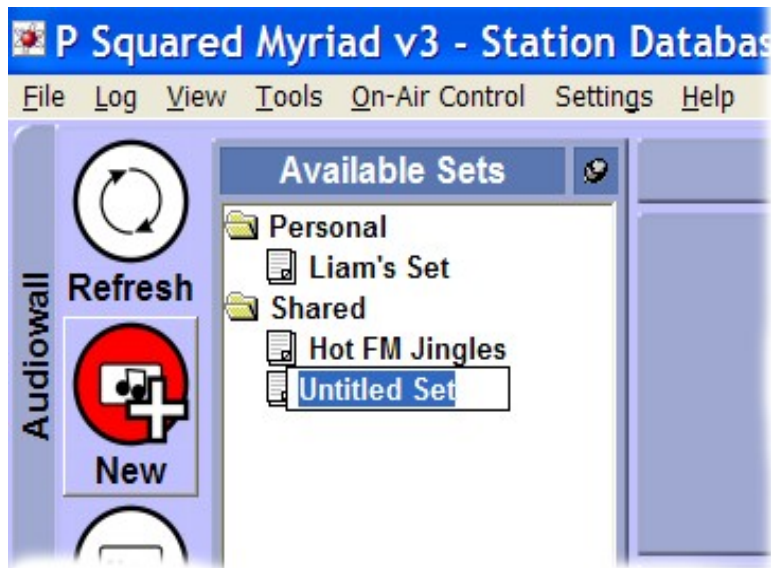 P Squared Myriad v3 - Station Databas
File Log View Tools On-Air Control Settings Help
Audiowall
Refresh
New
Available Sets
Personal
Liam's Set
Shared
Hot FM Jingles
Untitled Set